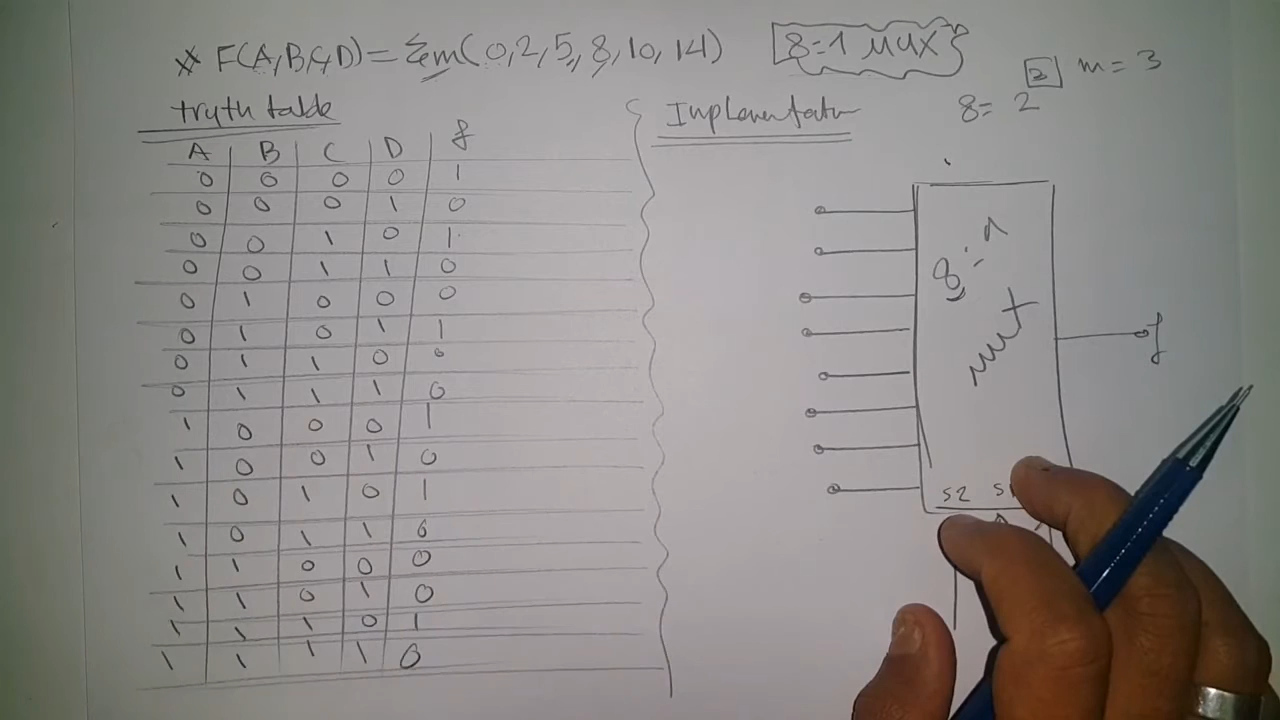 * F(A,B,C,D) = Σm(0,2,5,8,10,14) 8=1 MUX
3 m = 3
8 = 2
truth table
Implementation
A B C D f
0 0 0 0 1
0 0 0 1 0
0 0 1 0 1
0 0 1 1 0
0 1 0 0 0
0 1 0 1 1
0 1 1 0 0
0 1 1 1 0
1 0 0 0 1
1 0 0 1 0
1 0 1 0 1
1 0 1 1 0
1 1 0 0 0
1 1 0 1 0
1 1 1 0 1
1 1 1 1 0
8:1
mux
f
S2 S1